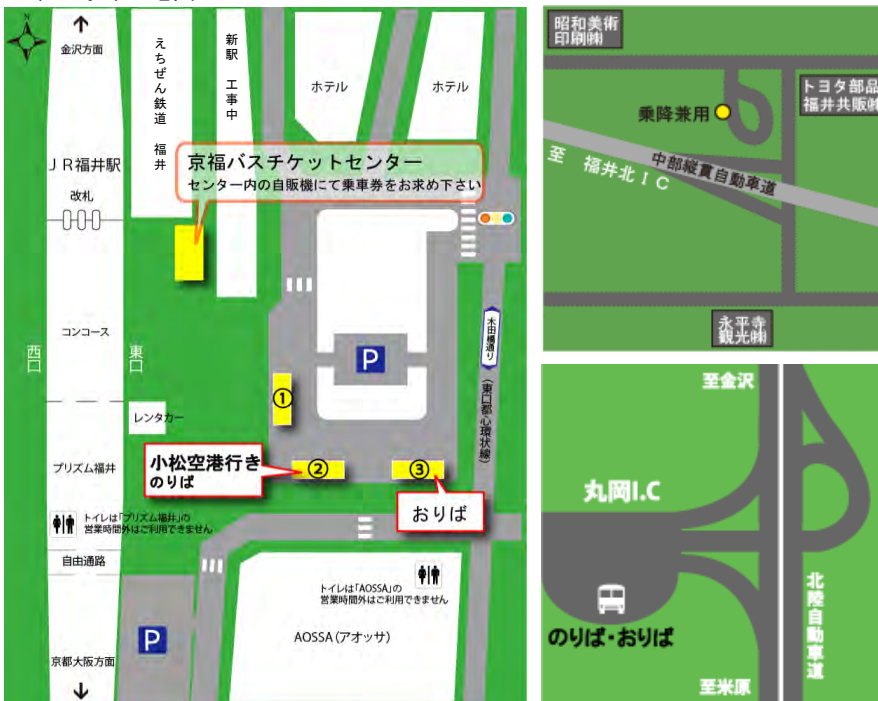 N
金沢方面
えちぜん鉄道 福井
新駅 工事中
ホテル
ホテル
JR福井駅
京福バスチケットセンター
センター内の自販機にて乗車券をお求め下さい
改札
コンコース
西口
東口
P
木田橋通り
(東口都心環状線)
①
レンタカー
プリズム福井
小松空港行き
のりば
②
③
おりば
トイレは「プリズム福井」の
営業時間外はご利用できません
自由通路
トイレは「AOSSA」の
営業時間外はご利用できません
P
AOSSA(アオッサ)
京都大阪方面
昭和美術
印刷㈱
トヨタ部品
福井共販㈱
乗降兼用
至 福井北IC
中部縦貫自動車道
永平寺
観光㈱
至金沢
丸岡I.C
北陸自動車道
のりば・おりば
至米原